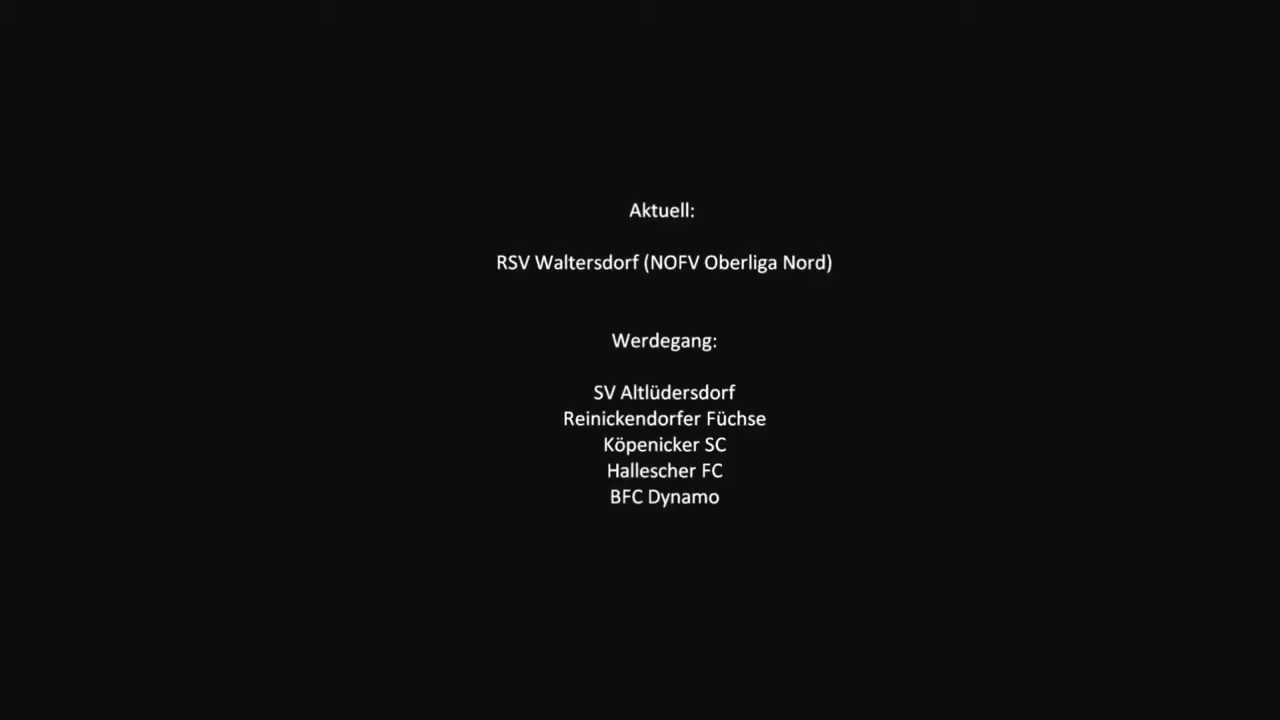 Aktuell:
RSV Waltersdorf (NOFV Oberliga Nord)
Werdegang:
SV Altlüdersdorf
Reinickendorfer Füchse
Köpenicker SC
Hallescher FC
BFC Dynamo